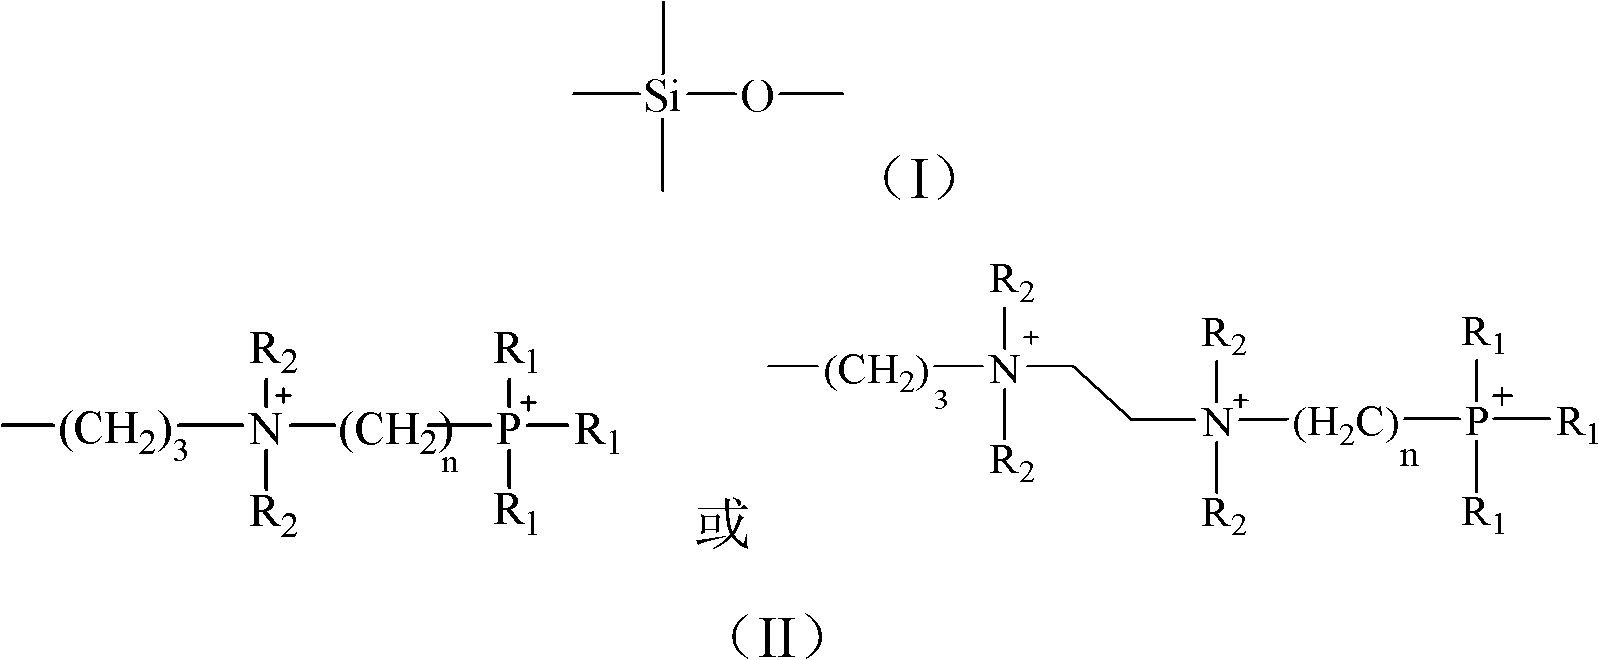 Si O
(I)
R2 R1
(CH2)3 N+ (CH2)n P+ R1
R2 R1
或
R2 R2 R1
(CH2)3 N+ N+ (H2C)n P+ R1
R2 R2 R1
(II)